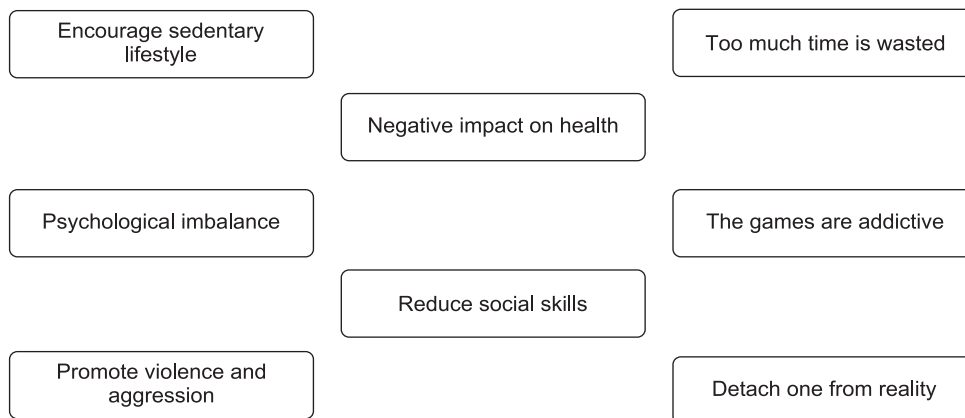 Encourage sedentary
lifestyle
Too much time is wasted
Negative impact on health
Psychological imbalance
The games are addictive
Reduce social skills
Promote violence and
aggression
Detach one from reality